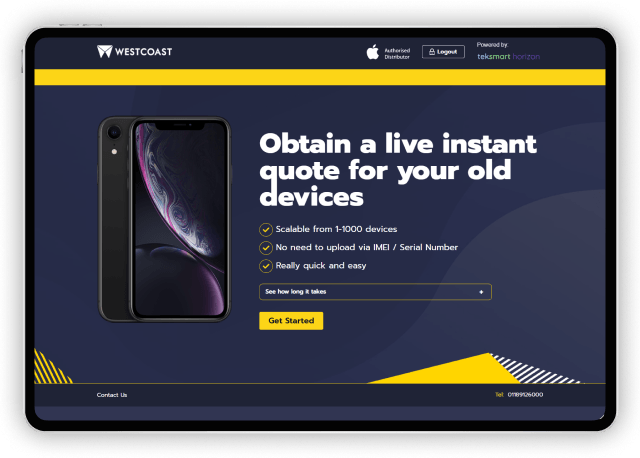 WESTCOAST
Authorised
Distributor
Logout
Powered by:
teksmart horizon
Obtain a live instant
quote for your old
devices
Scalable from 1-1000 devices
No need to upload via IMEI / Serial Number
Really quick and easy
See how long it takes +
Get Started
Contact Us
Tel: 01189126000